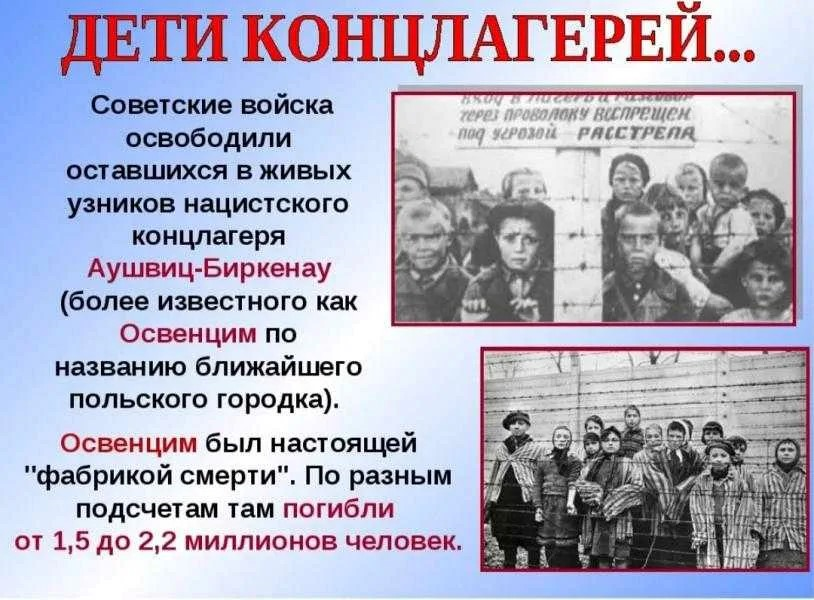 ДЕТИ КОНЦЛАГЕРЕЙ...
Советские войска
освободили
оставшихся в живых
узников нацистского
концлагеря
Аушвиц-Биркенау
(более известного как
Освенцим по
названию ближайшего
польского городка).
Освенцим был настоящей
"фабрикой смерти". По разным
подсчетам там погибли
от 1,5 до 2,2 миллионов человек.
ВХОД В ЛАГЕРЬ И РАЗГОВОР
ЧЕРЕЗ ПРОВОЛОКУ ВОСПРЕЩЕН
ПОД УГРОЗОЙ РАССТРЕЛА